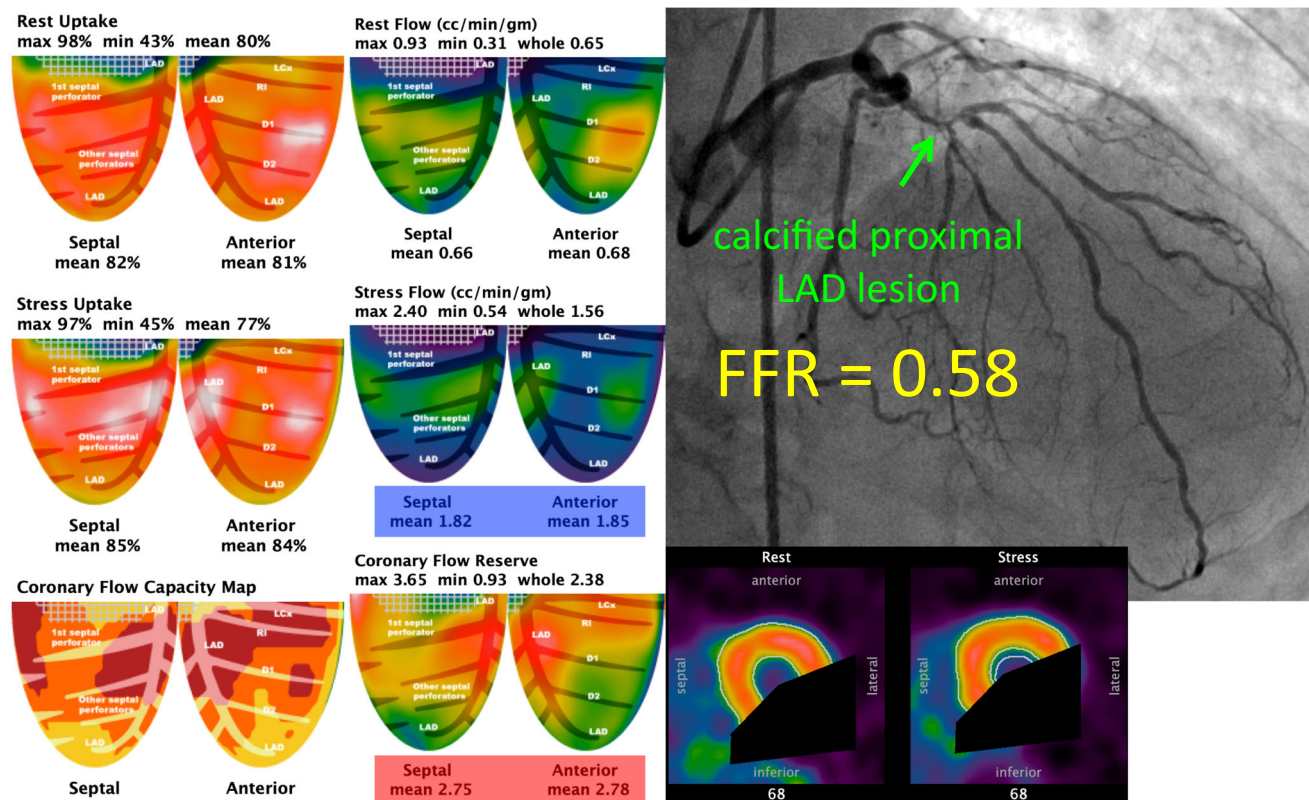 Rest Uptake
max 98% min 43% mean 80%
LAD
1st septal
perforator
Other septal
perforators
LAD
LCx
RI
LAD
D1
D2
LAD
Septal
mean 82%
Anterior
mean 81%
Rest Flow (cc/min/gm)
max 0.93 min 0.31 whole 0.65
LAD
1st septal
perforator
Other septal
perforators
LAD
LCx
RI
LAD
D1
D2
LAD
Septal
mean 0.66
Anterior
mean 0.68
Stress Uptake
max 97% min 45% mean 77%
LAD
1st septal
perforator
Other septal
perforators
LAD
LCx
RI
LAD
D1
D2
LAD
Septal
mean 85%
Anterior
mean 84%
Stress Flow (cc/min/gm)
max 2.40 min 0.54 whole 1.56
LAD
1st septal
perforator
Other septal
perforators
LAD
LCx
RI
LAD
D1
D2
LAD
Septal
mean 1.82
Anterior
mean 1.85
Coronary Flow Capacity Map
LAD
1st septal
perforator
Other septal
perforators
LAD
LCx
RI
LAD
D1
D2
LAD
Septal
Anterior
Coronary Flow Reserve
max 3.65 min 0.93 whole 2.38
LAD
1st septal
perforator
Other septal
perforators
LAD
LCx
RI
LAD
D1
D2
LAD
Septal
mean 2.75
Anterior
mean 2.78
calcified proximal
LAD lesion
FFR = 0.58
Rest
anterior
septal
lateral
inferior
68
Stress
anterior
septal
lateral
inferior
68